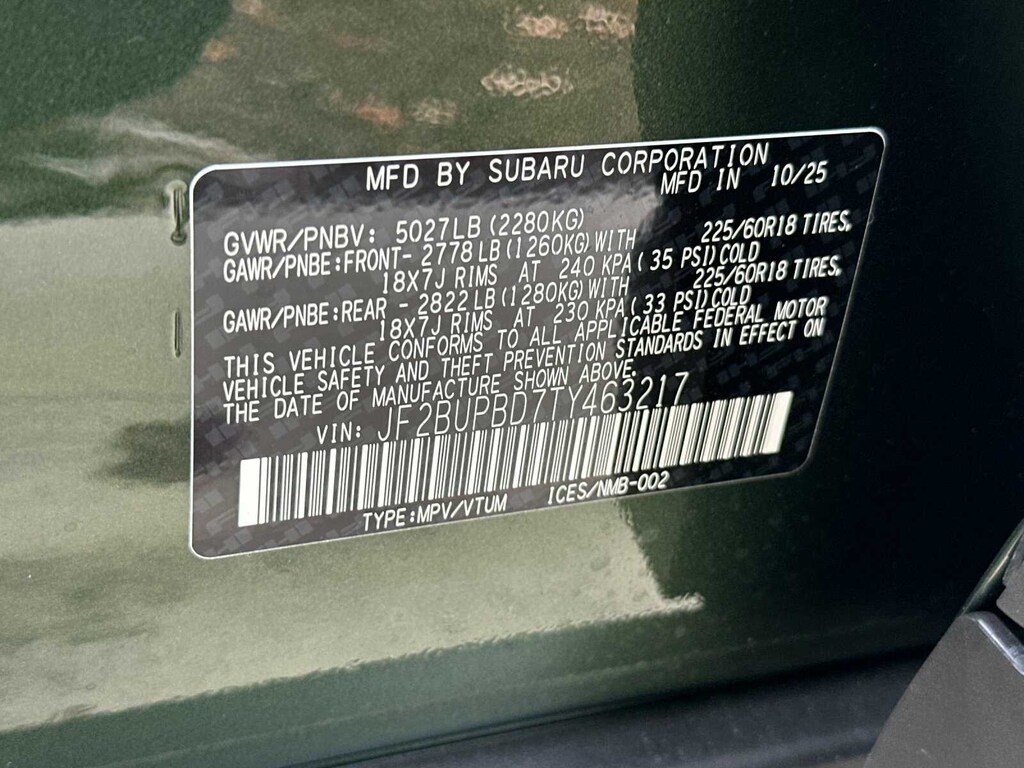 MFD BY SUBARU CORPORATION
MFD IN 10/25
GVWR/PNBV: 5027LB (2280KG)
GAWR/PNBE:FRONT- 2778 LB (1260KG) WITH 225/60R18 TIRES,
18X7J RIMS AT 240 KPA ( 35 PSI)COLD
GAWR/PNBE:REAR - 2822 LB (1280KG) WITH 225/60R18 TIRES,
18X7J RIMS AT 230 KPA ( 33 PSI)COLD
THIS VEHICLE CONFORMS TO ALL APPLICABLE FEDERAL MOTOR
VEHICLE SAFETY AND THEFT PREVENTION STANDARDS IN EFFECT ON
THE DATE OF MANUFACTURE SHOWN ABOVE.
VIN: JF2BUPBD7TY463217
TYPE:MPV/VTUM ICES/NMB-002